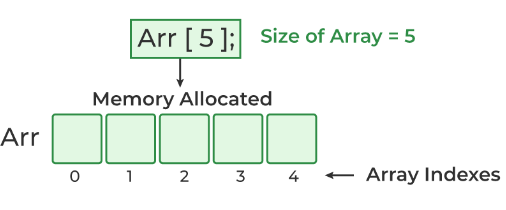 Arr [ 5 ];
Size of Array = 5
Memory Allocated
Arr
0 1 2 3 4
Array Indexes